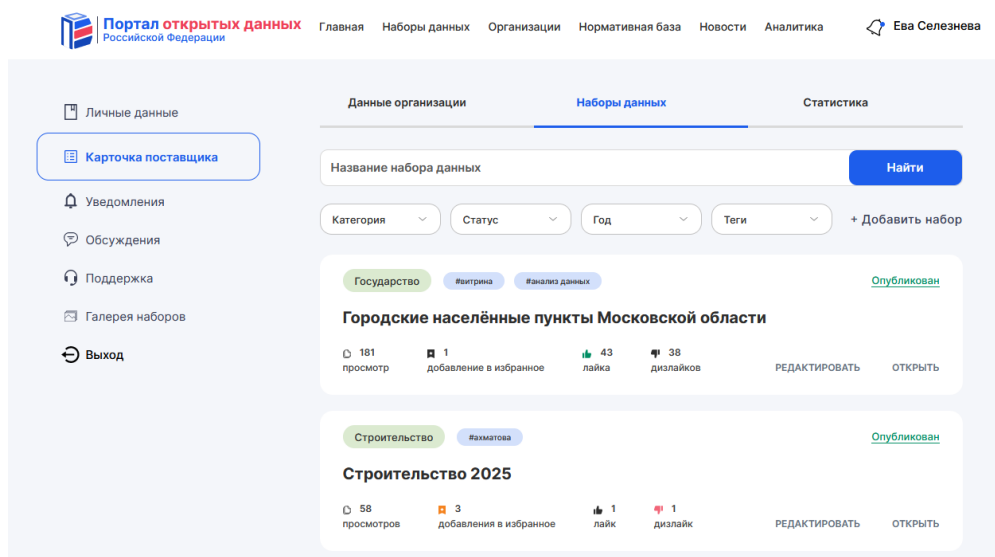 Портал открытых данных
Российской Федерации
Главная Наборы данных Организации Нормативная база Новости Аналитика Ева Селезнева
Личные данные
Карточка поставщика
Уведомления
Обсуждения
Поддержка
Галерея наборов
Выход
Данные организации Наборы данных Статистика
Название набора данных Найти
Категория Статус Год Теги + Добавить набор
Государство #витрина #анализ данных Опубликован
Городские населённые пункты Московской области
181 1 43 38
просмотр добавление в избранное лайка дизлайков РЕДАКТИРОВАТЬ ОТКРЫТЬ
Строительство #ахматова Опубликован
Строительство 2025
58 3 1 1
просмотров добавления в избранное лайк дизлайк РЕДАКТИРОВАТЬ ОТКРЫТЬ